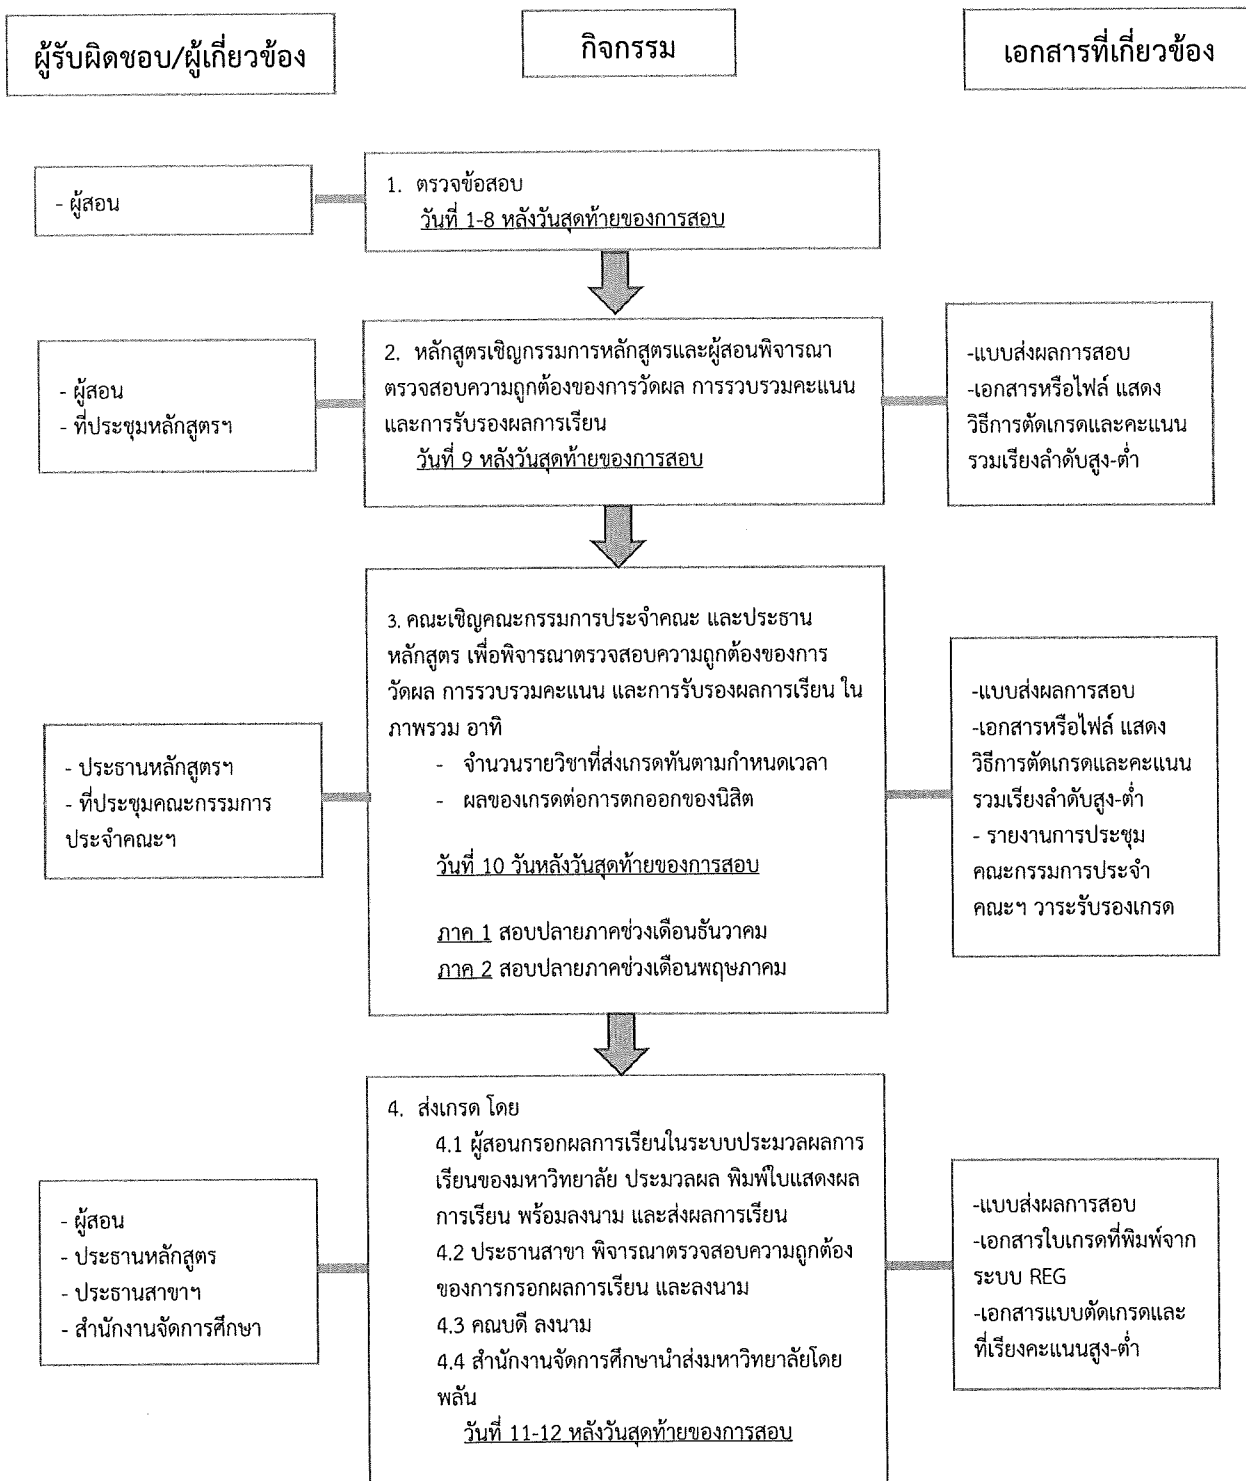 ผู้รับผิดชอบ/ผู้เกี่ยวข้อง
กิจกรรม
เอกสารที่เกี่ยวข้อง
- ผู้สอน
1. ตรวจข้อสอบ
วันที่ 1-8 หลังวันสุดท้ายของการสอบ
- ผู้สอน
- ที่ประชุมหลักสูตรฯ
2. หลักสูตรเชิญกรรมการหลักสูตรและผู้สอนพิจารณา
ตรวจสอบความถูกต้องของการวัดผล การรวบรวมคะแนน
และการรับรองผลการเรียน
วันที่ 9 หลังวันสุดท้ายของการสอบ
-แบบส่งผลการสอบ
-เอกสารหรือไฟล์ แสดง
วิธีการตัดเกรดและคะแนน
รวมเรียงลำดับสูง-ต่ำ
- ประธานหลักสูตรฯ
- ที่ประชุมคณะกรรมการ
ประจำคณะฯ
3. คณะเชิญคณะกรรมการประจำคณะ และประธาน
หลักสูตร เพื่อพิจารณาตรวจสอบความถูกต้องของการ
วัดผล การรวบรวมคะแนน และการรับรองผลการเรียน ใน
ภาพรวม อาทิ
- จำนวนรายวิชาที่ส่งเกรดทันตามกำหนดเวลา
- ผลของเกรดต่อการตกออกของนิสิต
วันที่ 10 วันหลังวันสุดท้ายของการสอบ
ภาค 1 สอบปลายภาคช่วงเดือนธันวาคม
ภาค 2 สอบปลายภาคช่วงเดือนพฤษภาคม
-แบบส่งผลการสอบ
-เอกสารหรือไฟล์ แสดง
วิธีการตัดเกรดและคะแนน
รวมเรียงลำดับสูง-ต่ำ
- รายงานการประชุม
คณะกรรมการประจำ
คณะฯ วาระรับรองเกรด
- ผู้สอน
- ประธานหลักสูตร
- ประธานสาขาฯ
- สำนักงานจัดการศึกษา
4. ส่งเกรด โดย
4.1 ผู้สอนกรอกผลการเรียนในระบบประมวลผลการ
เรียนของมหาวิทยาลัย ประมวลผล พิมพ์ใบแสดงผล
การเรียน พร้อมลงนาม และส่งผลการเรียน
4.2 ประธานสาขา พิจารณาตรวจสอบความถูกต้อง
ของการกรอกผลการเรียน และลงนาม
4.3 คณบดี ลงนาม
4.4 สำนักงานจัดการศึกษานำส่งมหาวิทยาลัยโดย
พลัน
วันที่ 11-12 หลังวันสุดท้ายของการสอบ
-แบบส่งผลการสอบ
-เอกสารใบเกรดที่พิมพ์จาก
ระบบ REG
-เอกสารแบบตัดเกรดและ
ที่เรียงคะแนนสูง-ต่ำ